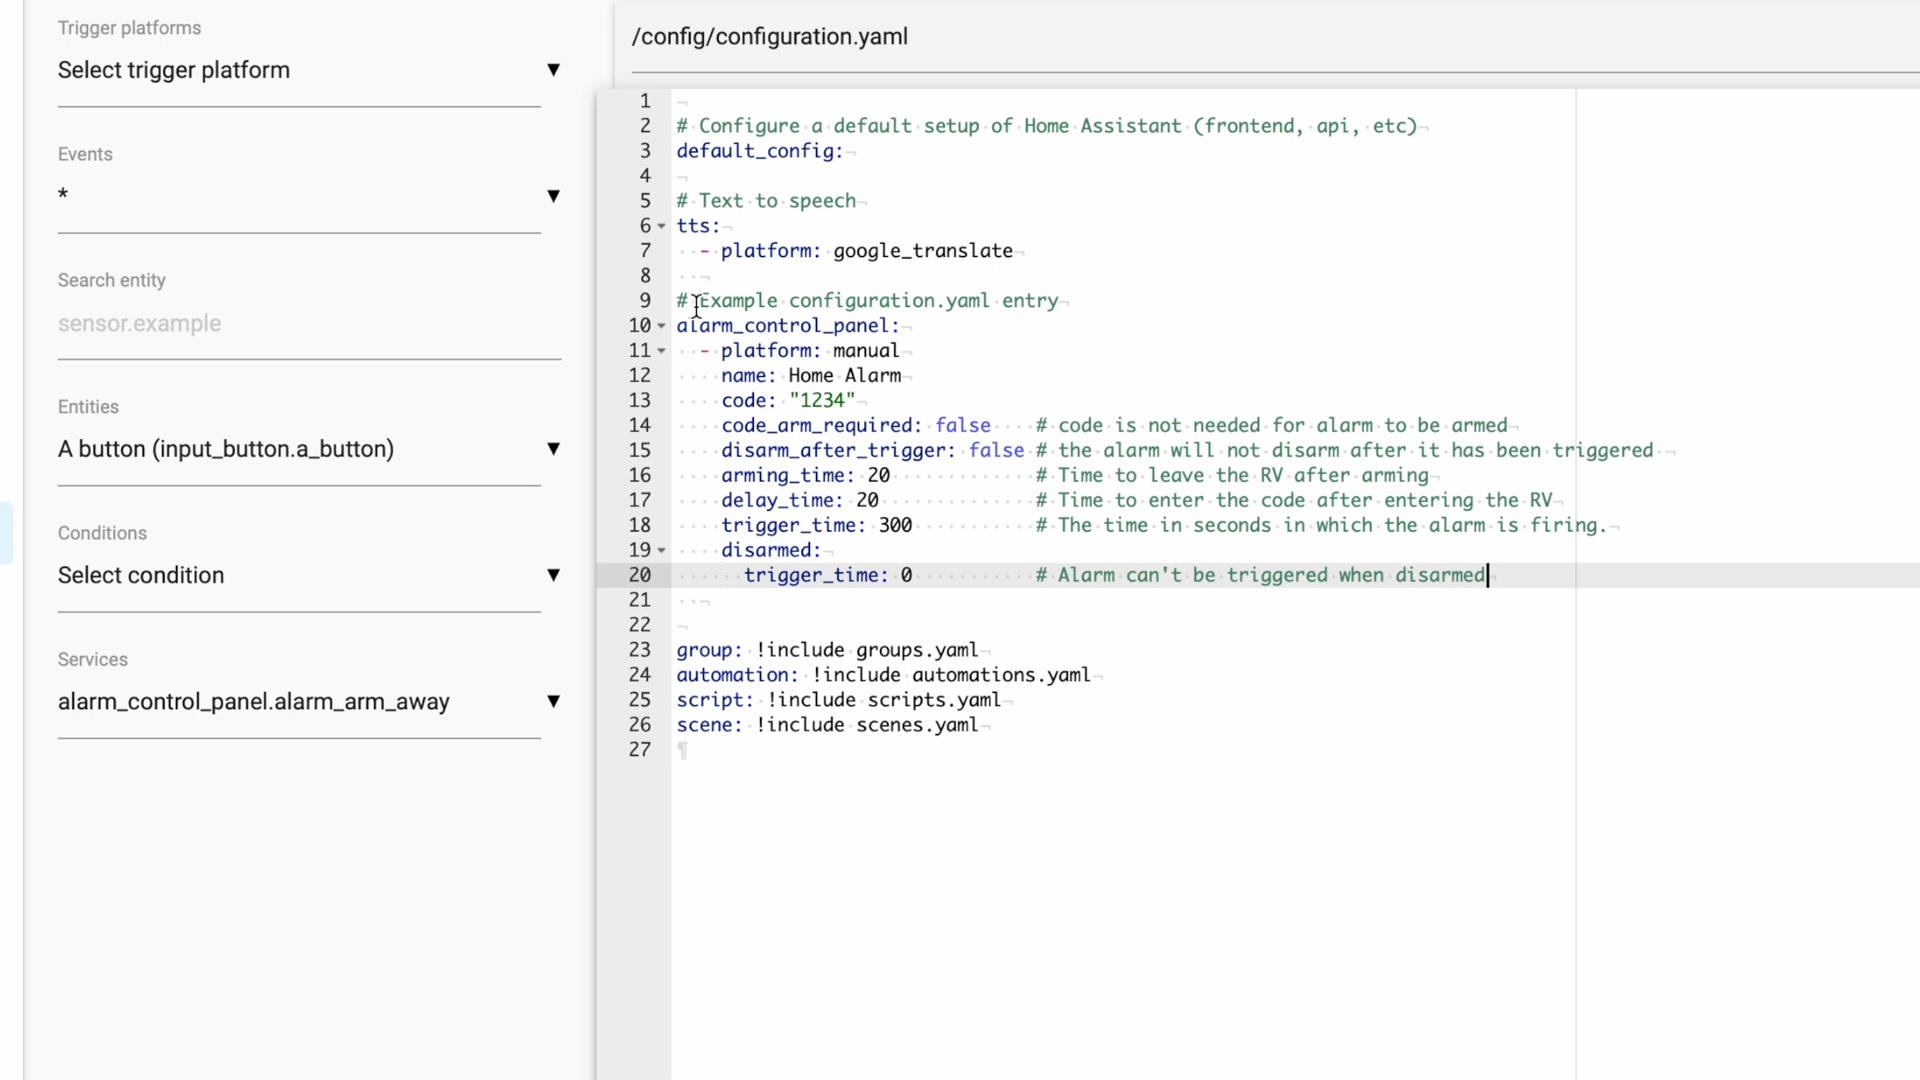 Trigger platforms
Select trigger platform
Events
*
Search entity
sensor.example
Entities
A button (input_button.a_button)
Conditions
Select condition
Services
alarm_control_panel.alarm_arm_away
/config/configuration.yaml
1
2 # Configure a default setup of Home Assistant (frontend, api, etc)
3 default_config:
4
5 # Text to speech
6 tts:
7   - platform: google_translate
8
9 # Example configuration.yaml entry
10 alarm_control_panel:
11   - platform: manual
12     name: Home Alarm
13     code: "1234"
14     code_arm_required: false    # code is not needed for alarm to be armed
15     disarm_after_trigger: false # the alarm will not disarm after it has been triggered
16     arming_time: 20             # Time to leave the RV after arming
17     delay_time: 20              # Time to enter the code after entering the RV
18     trigger_time: 300           # The time in seconds in which the alarm is firing.
19     disarmed:
20       trigger_time: 0           # Alarm can't be triggered when disarmed
21
22
23 group: !include groups.yaml
24 automation: !include automations.yaml
25 script: !include scripts.yaml
26 scene: !include scenes.yaml
27